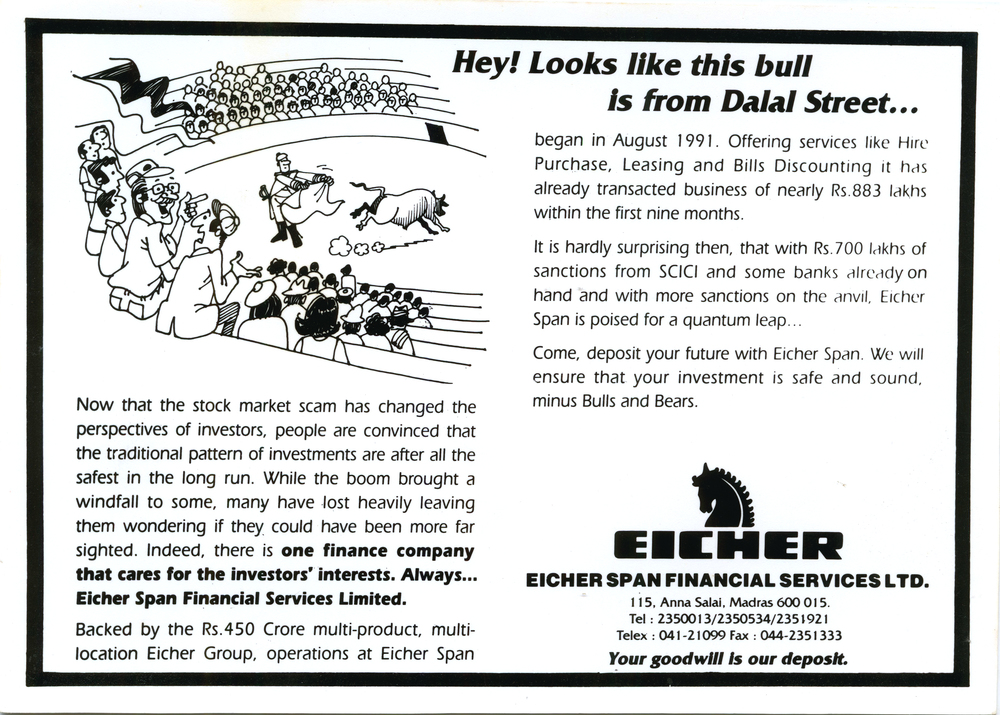 Hey! Looks like this bull
is from Dalal Street...
Now that the stock market scam has changed the
perspectives of investors, people are convinced that
the traditional pattern of investments are after all the
safest in the long run. While the boom brought a
windfall to some, many have lost heavily leaving
them wondering if they could have been more far
sighted. Indeed, there is one finance company
that cares for the investors' interests. Always...
Eicher Span Financial Services Limited.
Backed by the Rs.450 Crore multi-product, multi-
location Eicher Group, operations at Eicher Span
began in August 1991. Offering services like Hire
Purchase, Leasing and Bills Discounting it has
already transacted business of nearly Rs.883 lakhs
within the first nine months.
It is hardly surprising then, that with Rs.700 lakhs of
sanctions from SCICI and some banks already on
hand and with more sanctions on the anvil, Eicher
Span is poised for a quantum leap...
Come, deposit your future with Eicher Span. We will
ensure that your investment is safe and sound,
minus Bulls and Bears.
EICHER
EICHER SPAN FINANCIAL SERVICES LTD.
115, Anna Salai, Madras 600 015.
Tel : 2350013/2350534/2351921
Telex : 041-21099 Fax : 044-2351333
Your goodwill is our deposit.